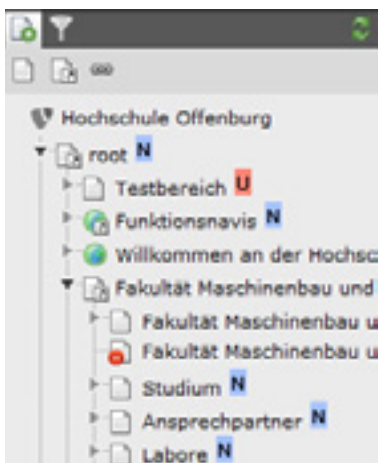 Hochschule Offenburg
root N
Testbereich U
Funktionsnavis N
Willkommen an der Hochsc
Fakultät Maschinenbau und
Fakultät Maschinenbau u
Fakultät Maschinenbau u
Studium N
Ansprechpartner N
Labore N